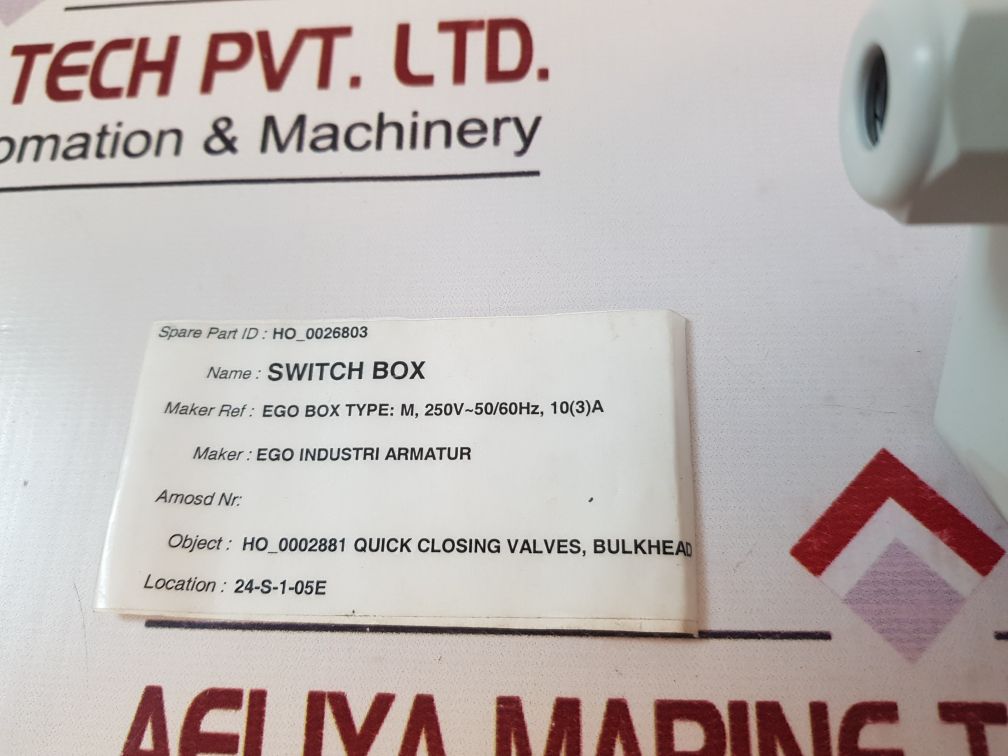 TECH PVT. LTD.
omation & Machinery
Spare Part ID : HO_0026803
Name : SWITCH BOX
Maker Ref : EGO BOX TYPE: M, 250V~50/60Hz, 10(3)A
Maker : EGO INDUSTRI ARMATUR
Amosd Nr:
Object : HO_0002881 QUICK CLOSING VALVES, BULKHEAD
Location : 24-S-1-05E
AELIYA MARINE T